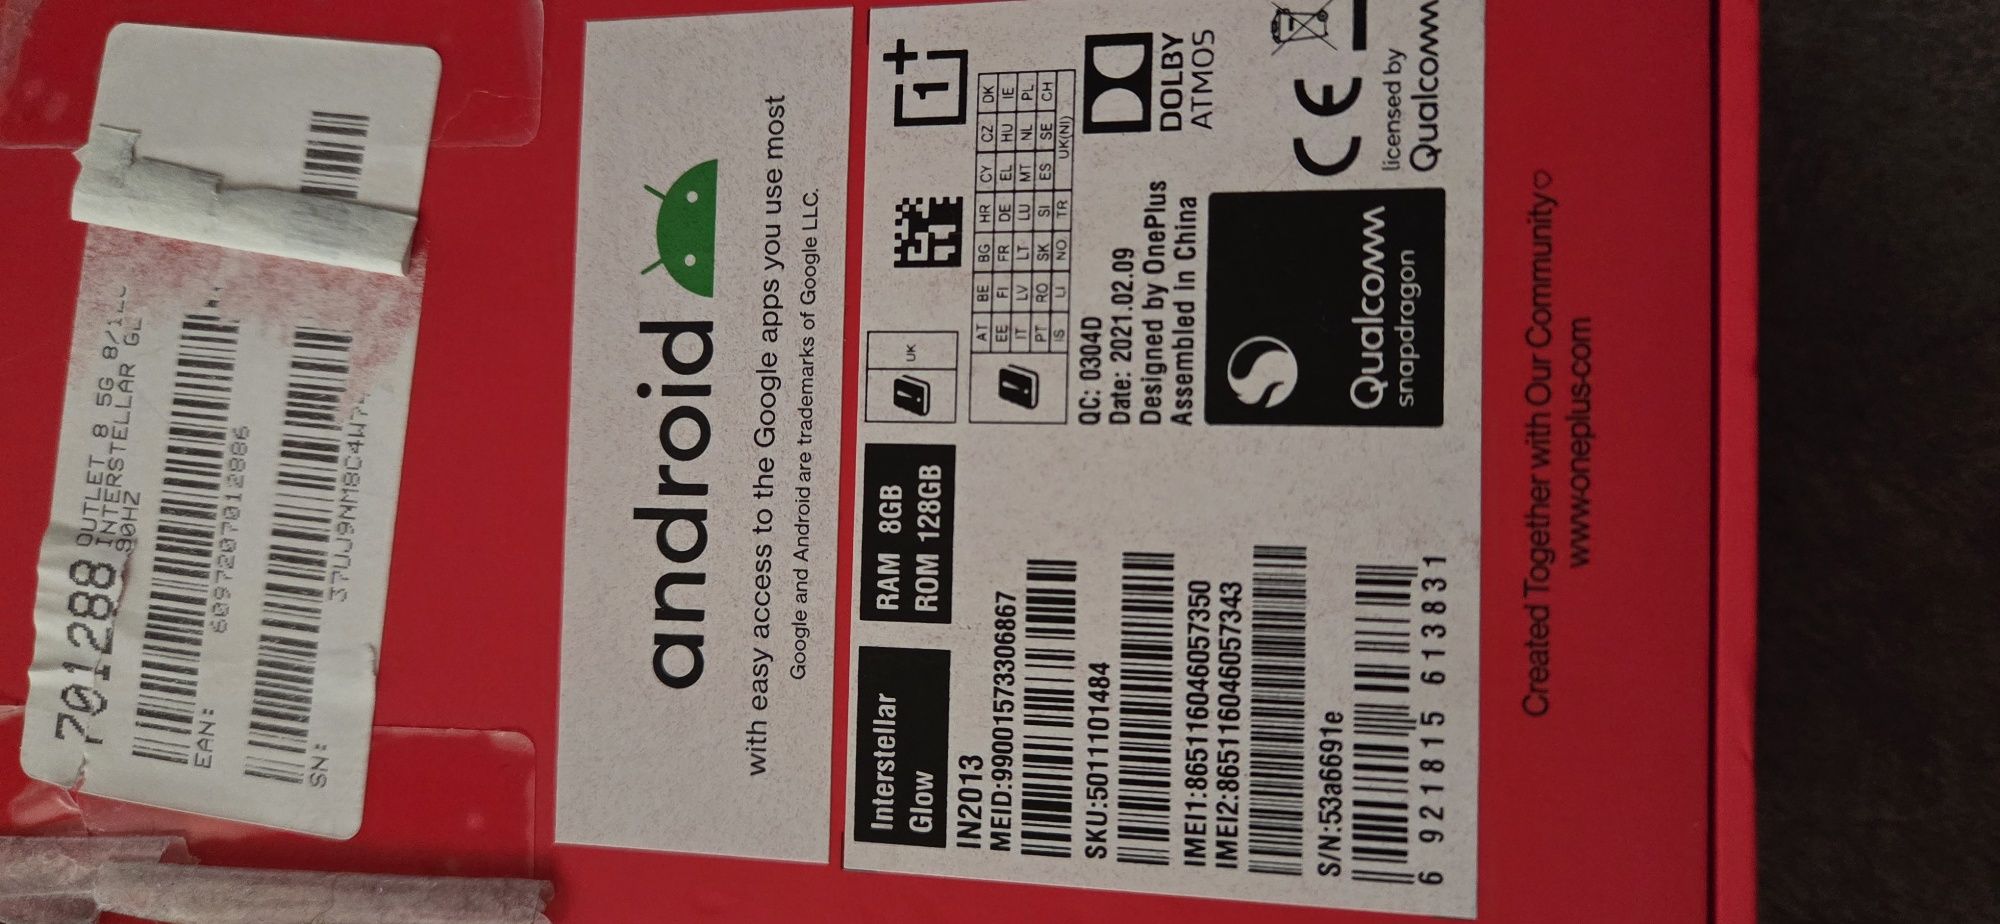 701288 OUTLET 8 5G
INTERSTELLAR
90HZ
EAN:
6097207012886
SN:
android
with easy access to the Google apps you use most
Google and Android are trademarks of Google LLC.
Interstellar
Glow
RAM 8GB
ROM 128GB
UK
1+
AT BE BG HR CY CZ DK
EE FI FR DE EL HU IE
IT LV LT LU MT NL PL
PT RO SK SI ES SE CH
IS LI NO TR UK(NI)
IN2013
MEID:99001573306867
SKU:5011101484
IMEI1:865116046057350
IMEI2:865116046057343
S/N:53a6691e
6 921815 613831
QC: 0304D
Date: 2021.02.09
Designed by OnePlus
Assembled in China
DOLBY
ATMOS
Qualcomm
snapdragon
CE
licensed by
Qualcomm
Created Together with Our Community♡
www.oneplus.com